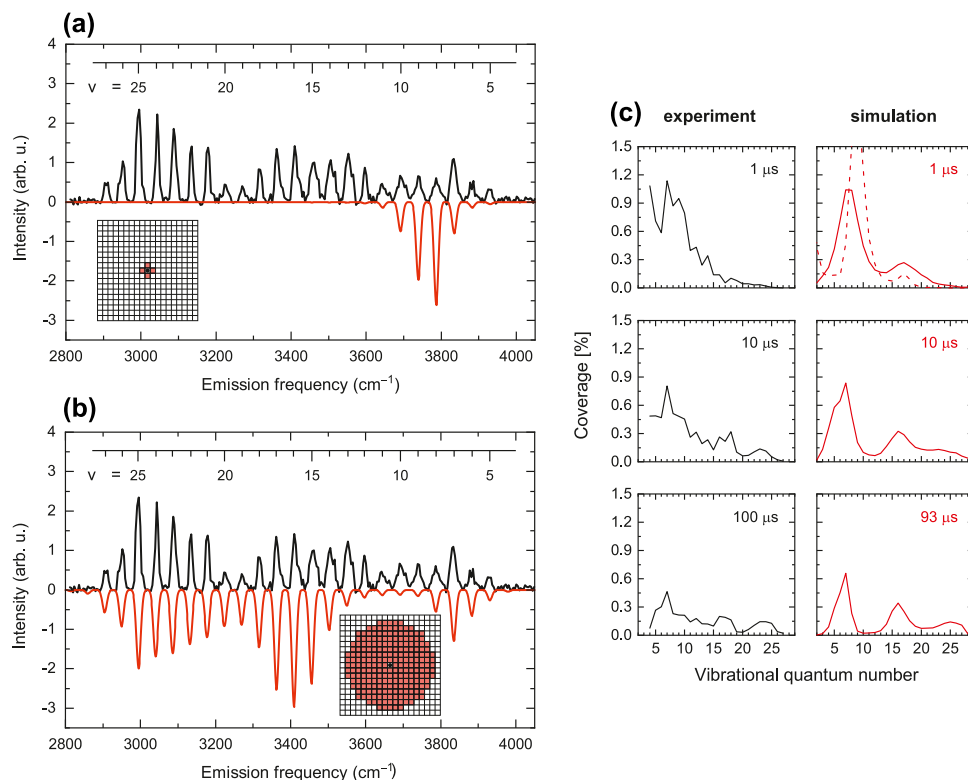 (a)
4
3
2
1
0
-1
-2
-3
Intensity (arb. u.)
v = 25 20 15 10 5
2800 3000 3200 3400 3600 3800 4000
Emission frequency (cm⁻¹)
(b)
4
3
2
1
0
-1
-2
-3
Intensity (arb. u.)
v = 25 20 15 10 5
2800 3000 3200 3400 3600 3800 4000
Emission frequency (cm⁻¹)
(c)
experiment simulation
1.5
1.2
0.9
0.6
0.3
0.0
1 μs 1 μs
1.5
1.2
0.9
0.6
0.3
0.0
10 μs 10 μs
1.5
1.2
0.9
0.6
0.3
0.0
100 μs 93 μs
Coverage [%]
5 10 15 20 25 5 10 15 20 25
Vibrational quantum number